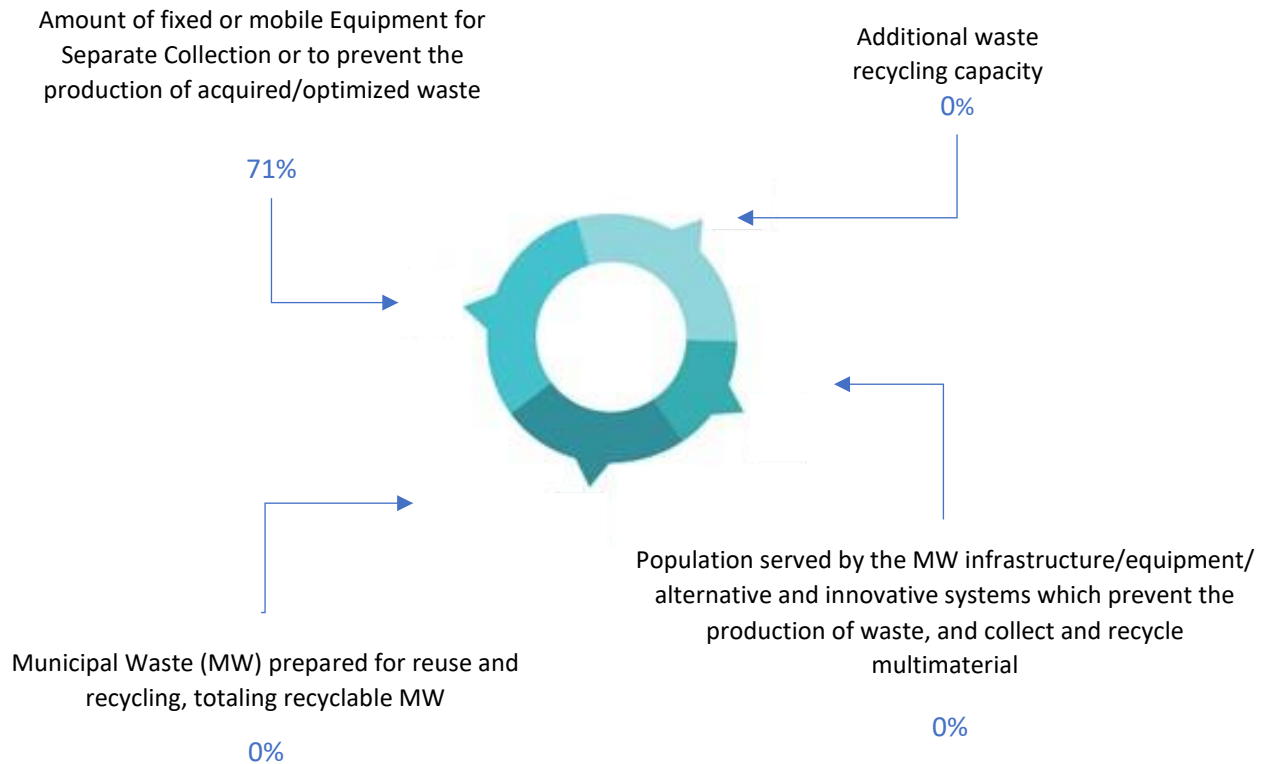 Amount of fixed or mobile Equipment for
Separate Collection or to prevent the
production of acquired/optimized waste
71%
Additional waste
recycling capacity
0%
Municipal Waste (MW) prepared for reuse and
recycling, totaling recyclable MW
0%
Population served by the MW infrastructure/equipment/
alternative and innovative systems which prevent the
production of waste, and collect and recycle
multimaterial
0%